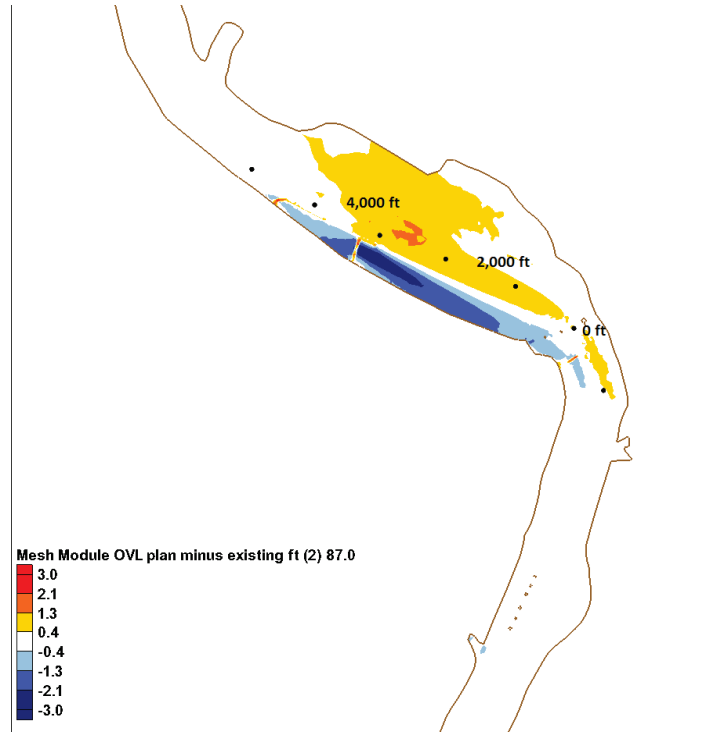 4,000 ft
2,000 ft
0 ft
Mesh Module OVL plan minus existing ft (2) 87.0
3.0
2.1
1.3
0.4
-0.4
-1.3
-2.1
-3.0